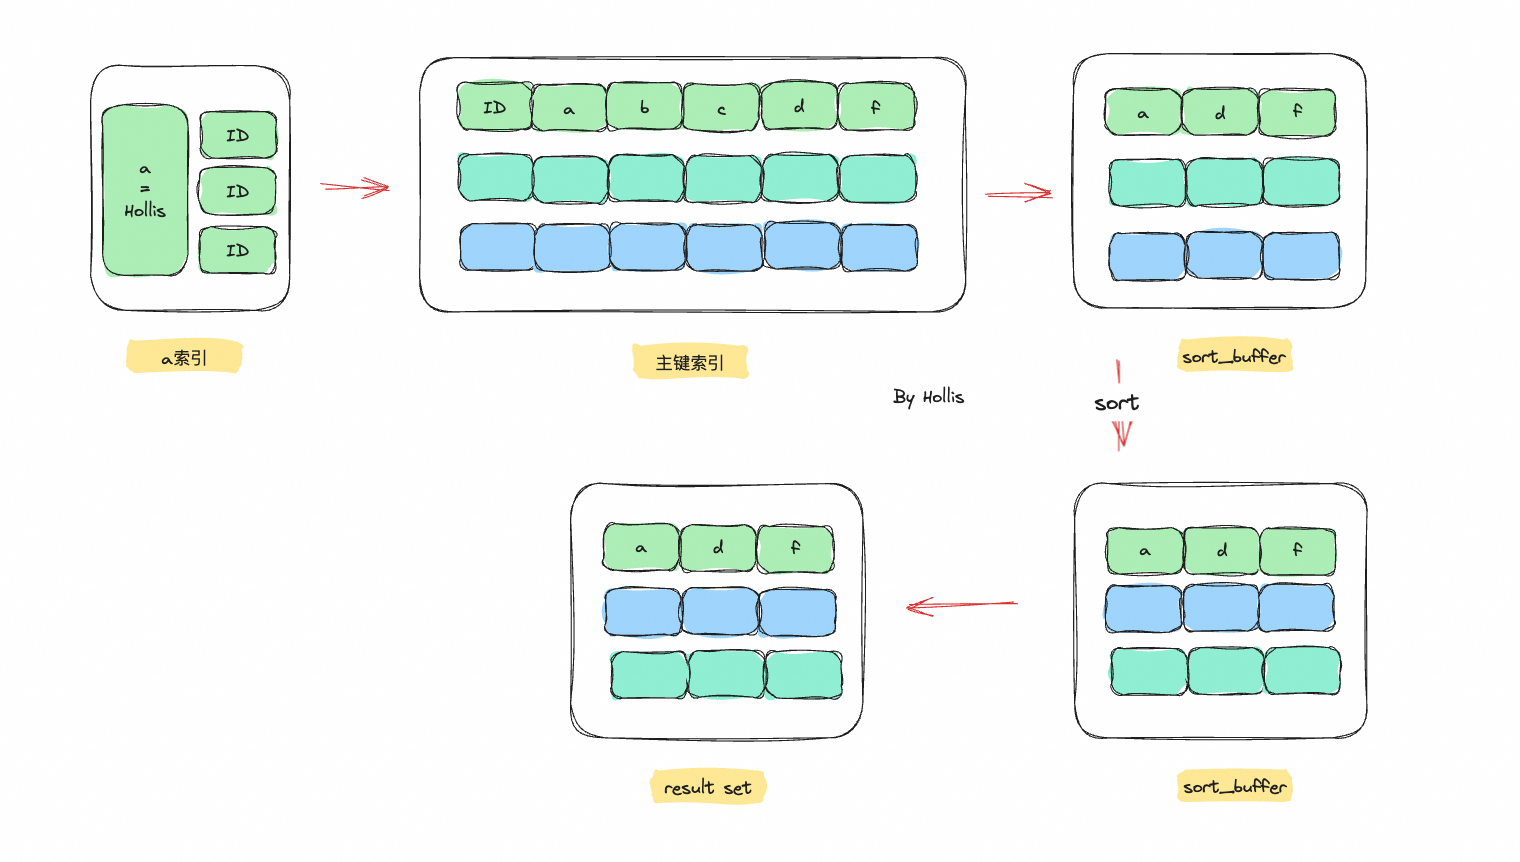 a
=
Hollis
ID
ID
ID
a索引
ID a b c d f
主键索引
a d f
sort_buffer
By Hollis
sort
a d f
sort_buffer
a d f
result set